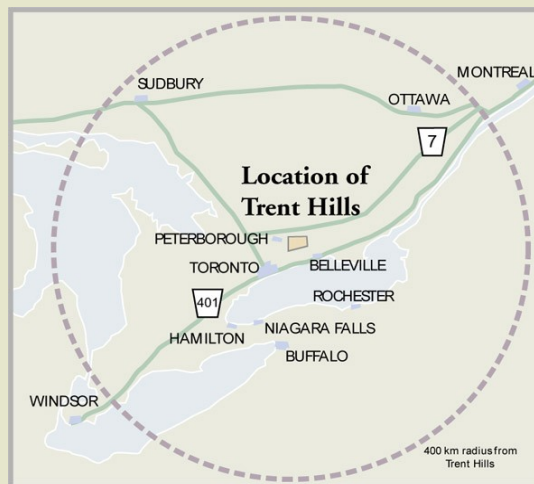 SUDBURY
MONTREAL
OTTAWA
7
Location of
Trent Hills
PETERBOROUGH
TORONTO
BELLEVILLE
401
ROCHESTER
HAMILTON
NIAGARA FALLS
BUFFALO
WINDSOR
400 km radius from
Trent Hills